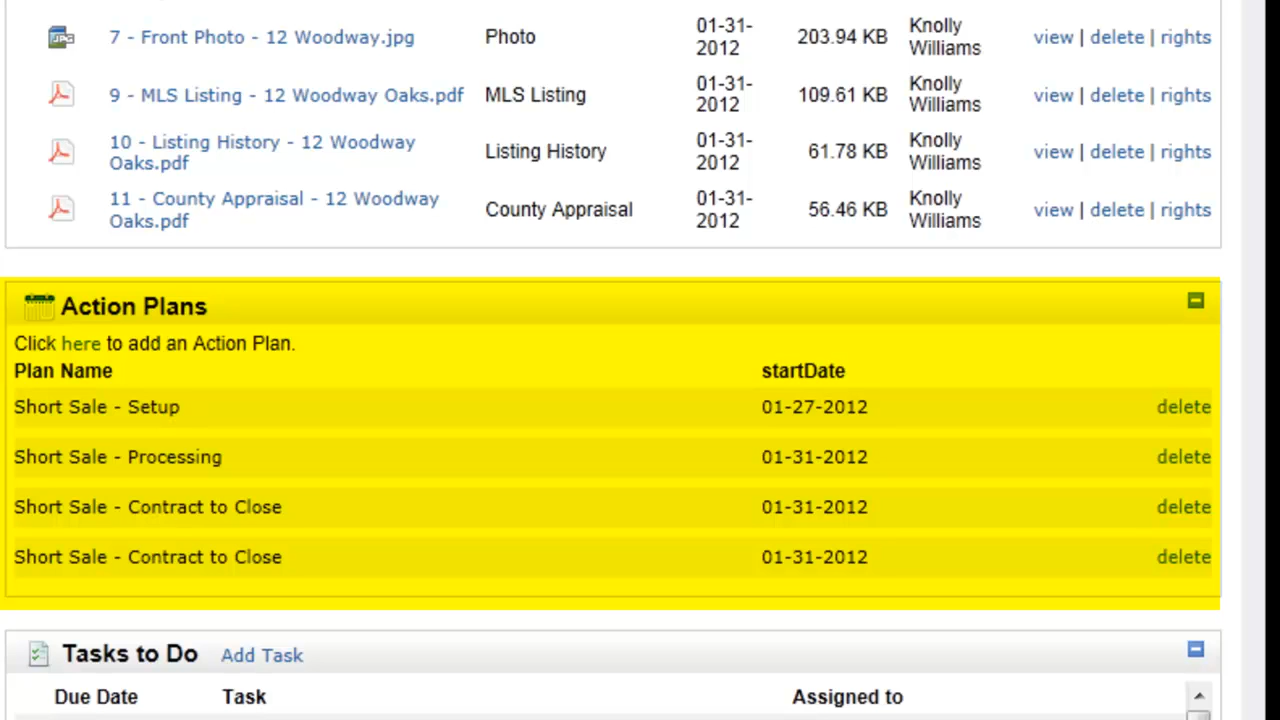 7 - Front Photo - 12 Woodway.jpg Photo 01-31-2012 203.94 KB Knolly Williams view | delete | rights
9 - MLS Listing - 12 Woodway Oaks.pdf MLS Listing 01-31-2012 109.61 KB Knolly Williams view | delete | rights
10 - Listing History - 12 Woodway Oaks.pdf Listing History 01-31-2012 61.78 KB Knolly Williams view | delete | rights
11 - County Appraisal - 12 Woodway Oaks.pdf County Appraisal 01-31-2012 56.46 KB Knolly Williams view | delete | rights
Action Plans
Click here to add an Action Plan.
Plan Name startDate
Short Sale - Setup 01-27-2012 delete
Short Sale - Processing 01-31-2012 delete
Short Sale - Contract to Close 01-31-2012 delete
Short Sale - Contract to Close 01-31-2012 delete
Tasks to Do Add Task
Due Date Task Assigned to